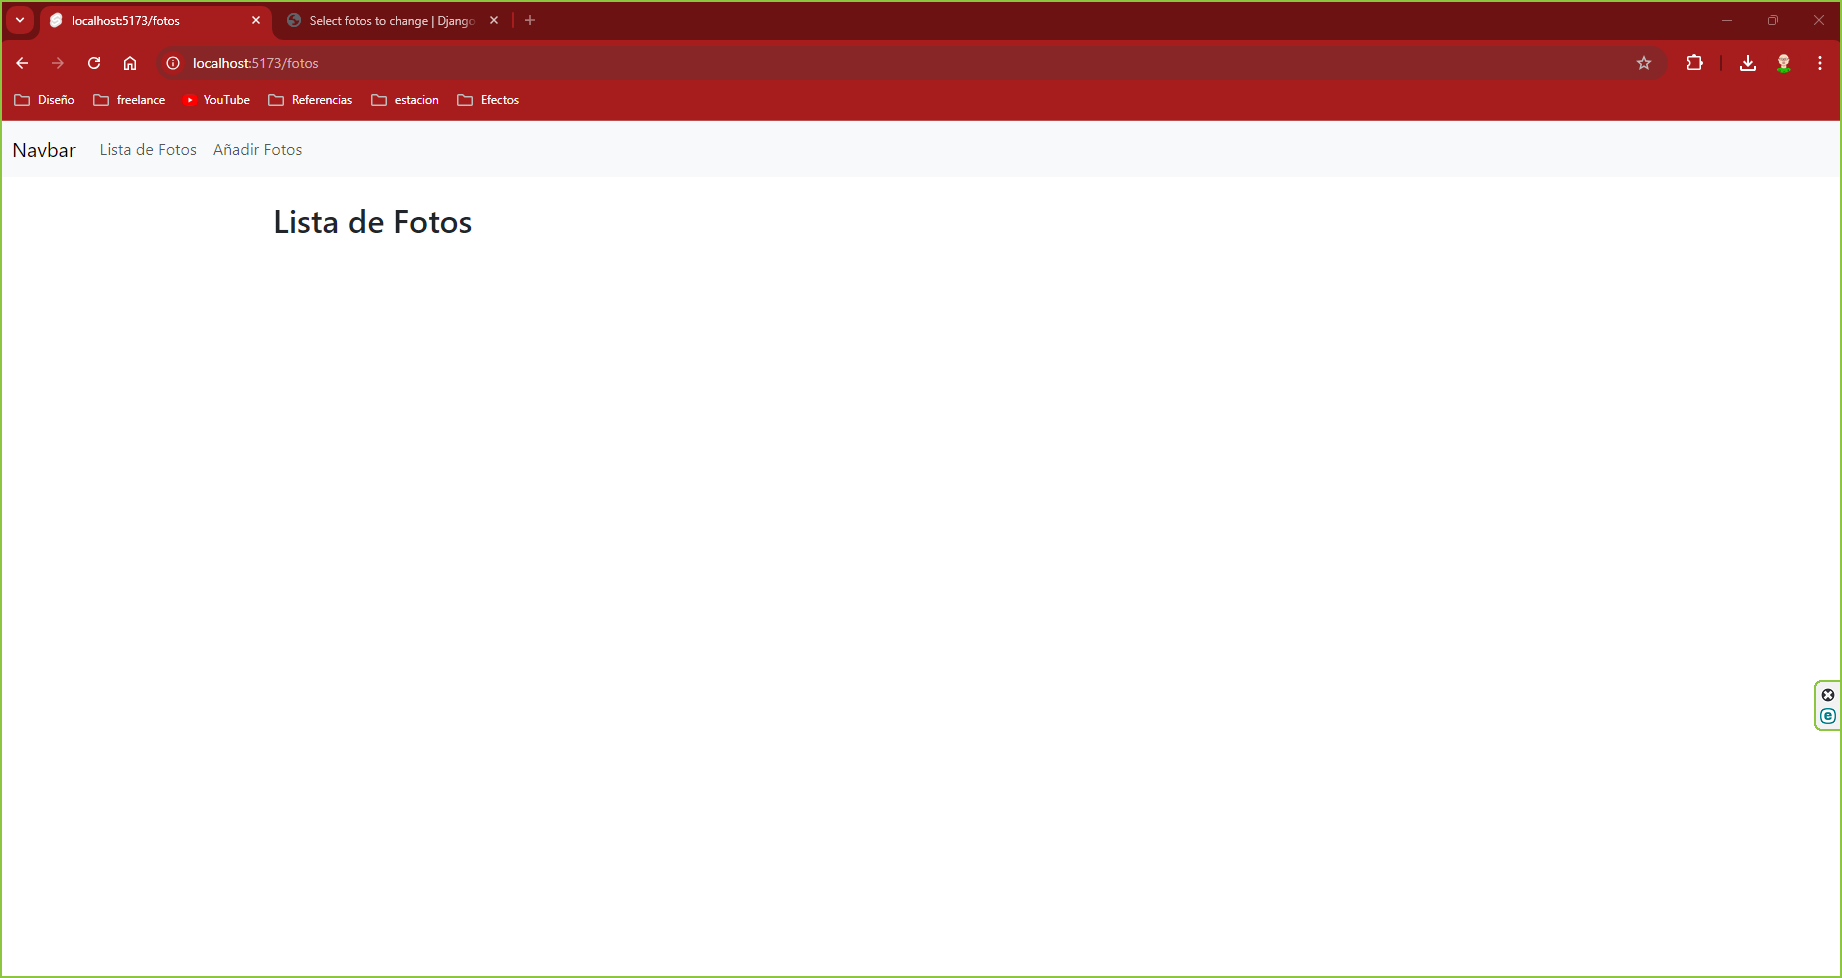 localhost:5173/fotos
Select fotos to change | Django
localhost:5173/fotos
Diseño freelance YouTube Referencias estacion Efectos
Navbar Lista de Fotos Añadir Fotos
Lista de Fotos